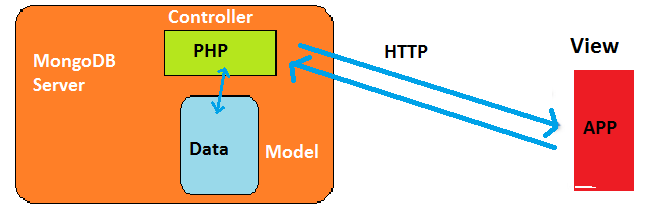 Controller
PHP
MongoDB
Server
HTTP
View
APP
Data
Model